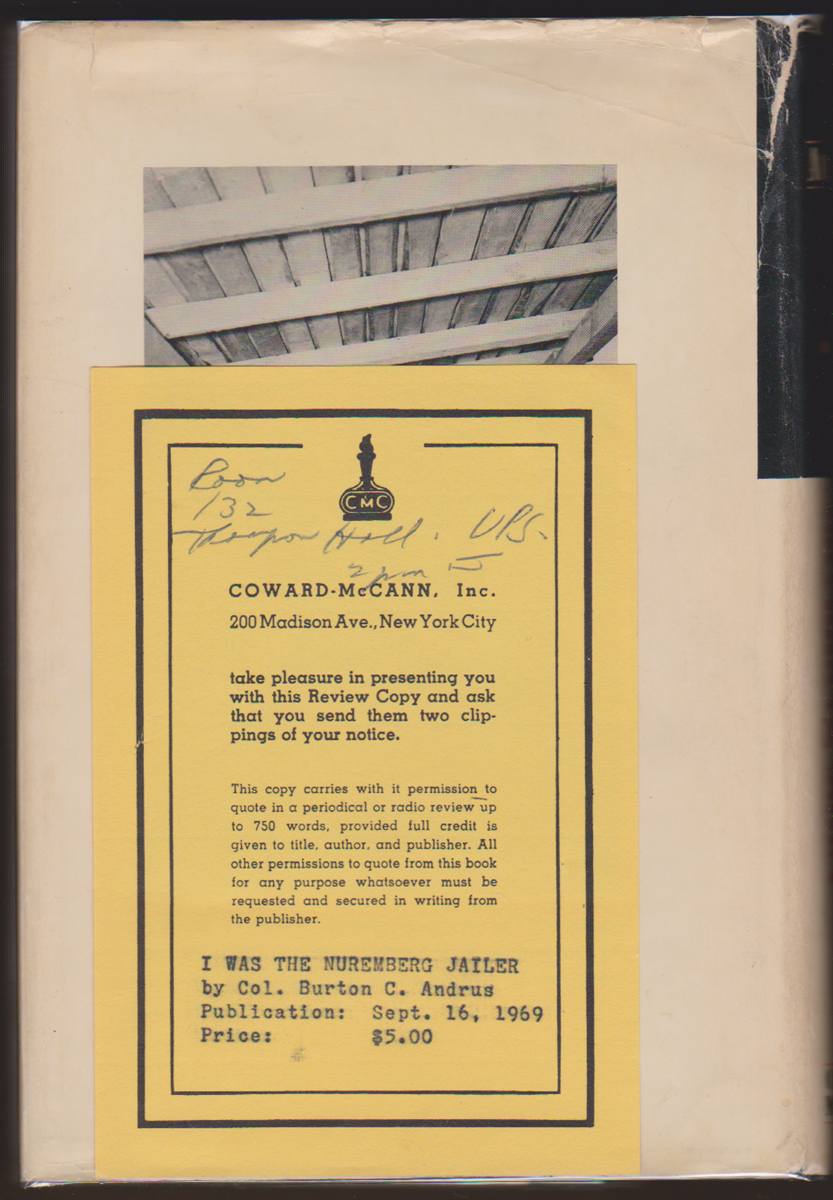 Room
132
Thompson Hall. UPS.
2 pm
CMC
COWARD-McCANN, Inc.
200 Madison Ave., New York City
take pleasure in presenting you
with this Review Copy and ask
that you send them two clip-
pings of your notice.
This copy carries with it permission to
quote in a periodical or radio review up
to 750 words, provided full credit is
given to title, author, and publisher. All
other permissions to quote from this book
for any purpose whatsoever must be
requested and secured in writing from
the publisher.
I WAS THE NUREMBERG JAILER
by Col. Burton C. Andrus
Publication: Sept. 16, 1969
Price: $5.00